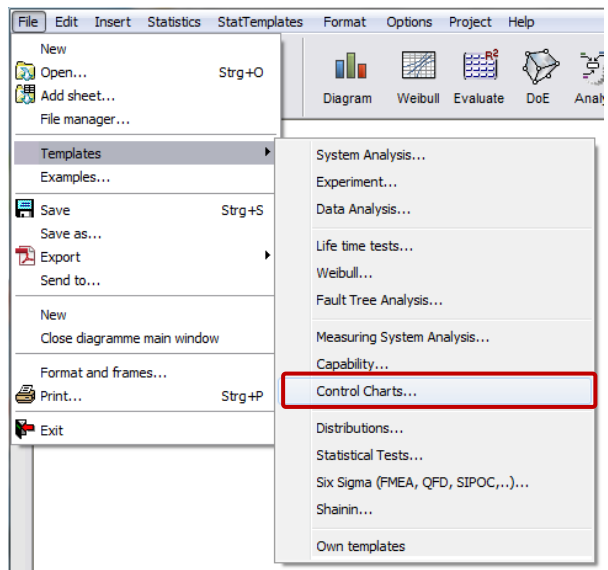 File Edit Insert Statistics StatTemplates Format Options Project Help
New
Open... Strg+O
Add sheet...
File manager...
Templates
Examples...
Save Strg+S
Save as...
Export
Send to...
New
Close diagramme main window
Format and frames...
Print... Strg+P
Exit
Diagram Weibull Evaluate DoE Analy
R²
System Analysis...
Experiment...
Data Analysis...
Life time tests...
Weibull...
Fault Tree Analysis...
Measuring System Analysis...
Capability...
Control Charts...
Distributions...
Statistical Tests...
Six Sigma (FMEA, QFD, SIPOC,..)...
Shainin...
Own templates